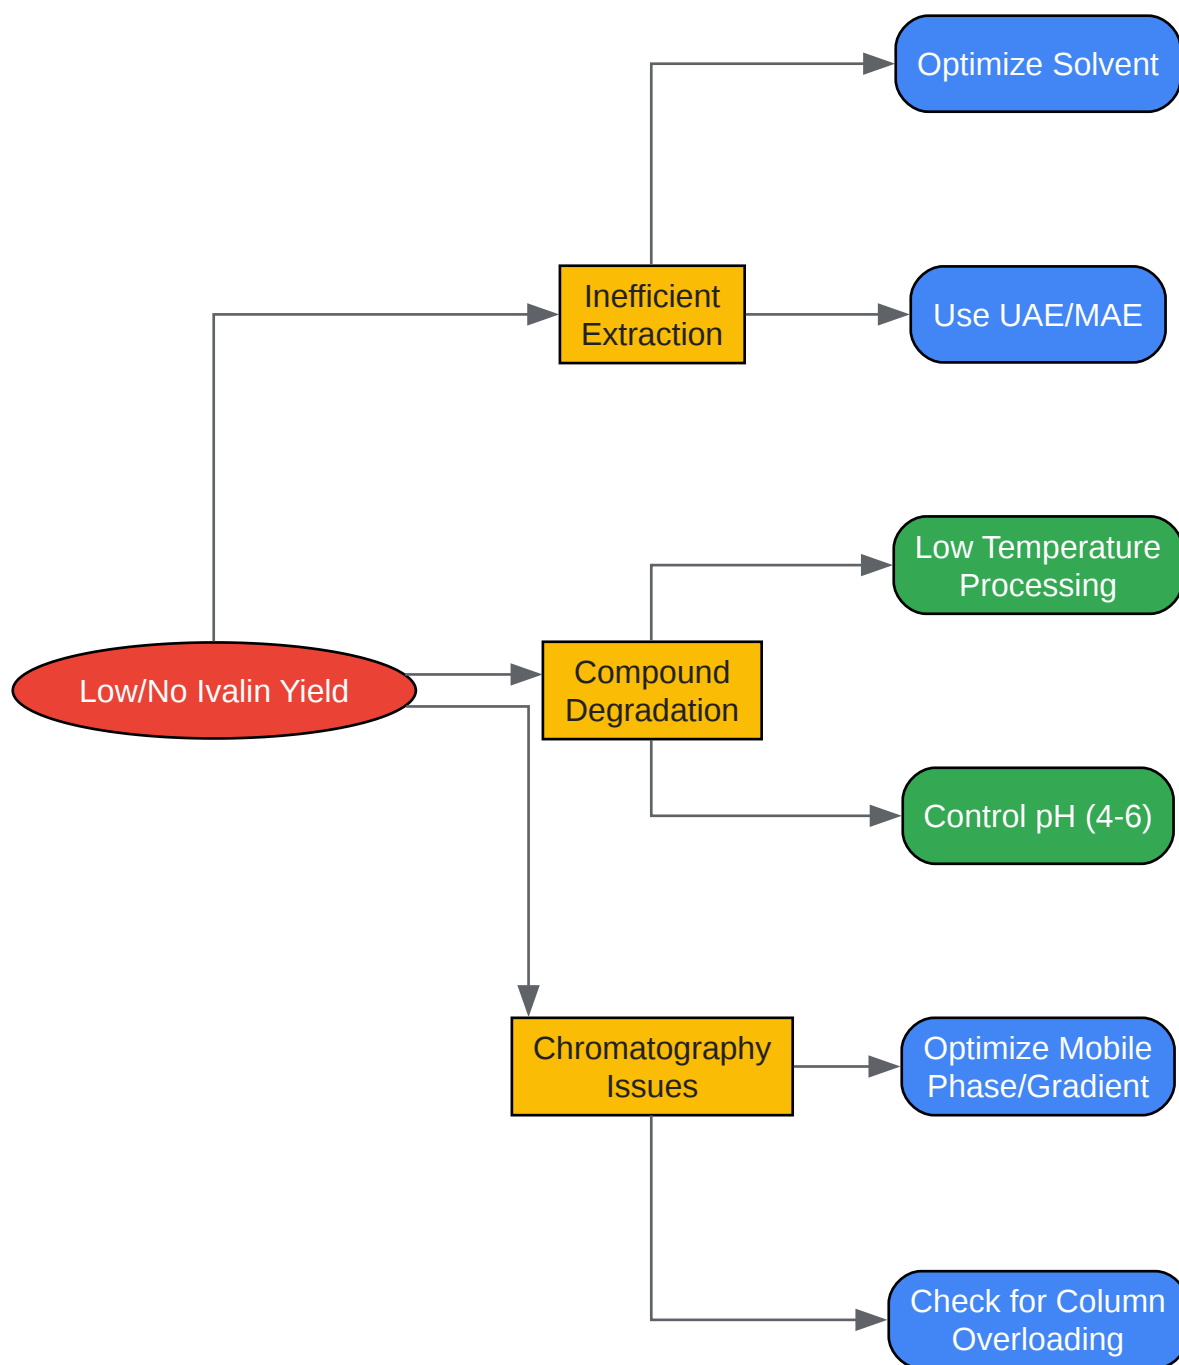 Optimize Solvent
Inefficient
Extraction
Use UAE/MAE
Low Temperature
Processing
Low/No Ivalin Yield
Compound
Degradation
Control pH (4-6)
Chromatography
Issues
Optimize Mobile
Phase/Gradient
Check for Column
Overloading